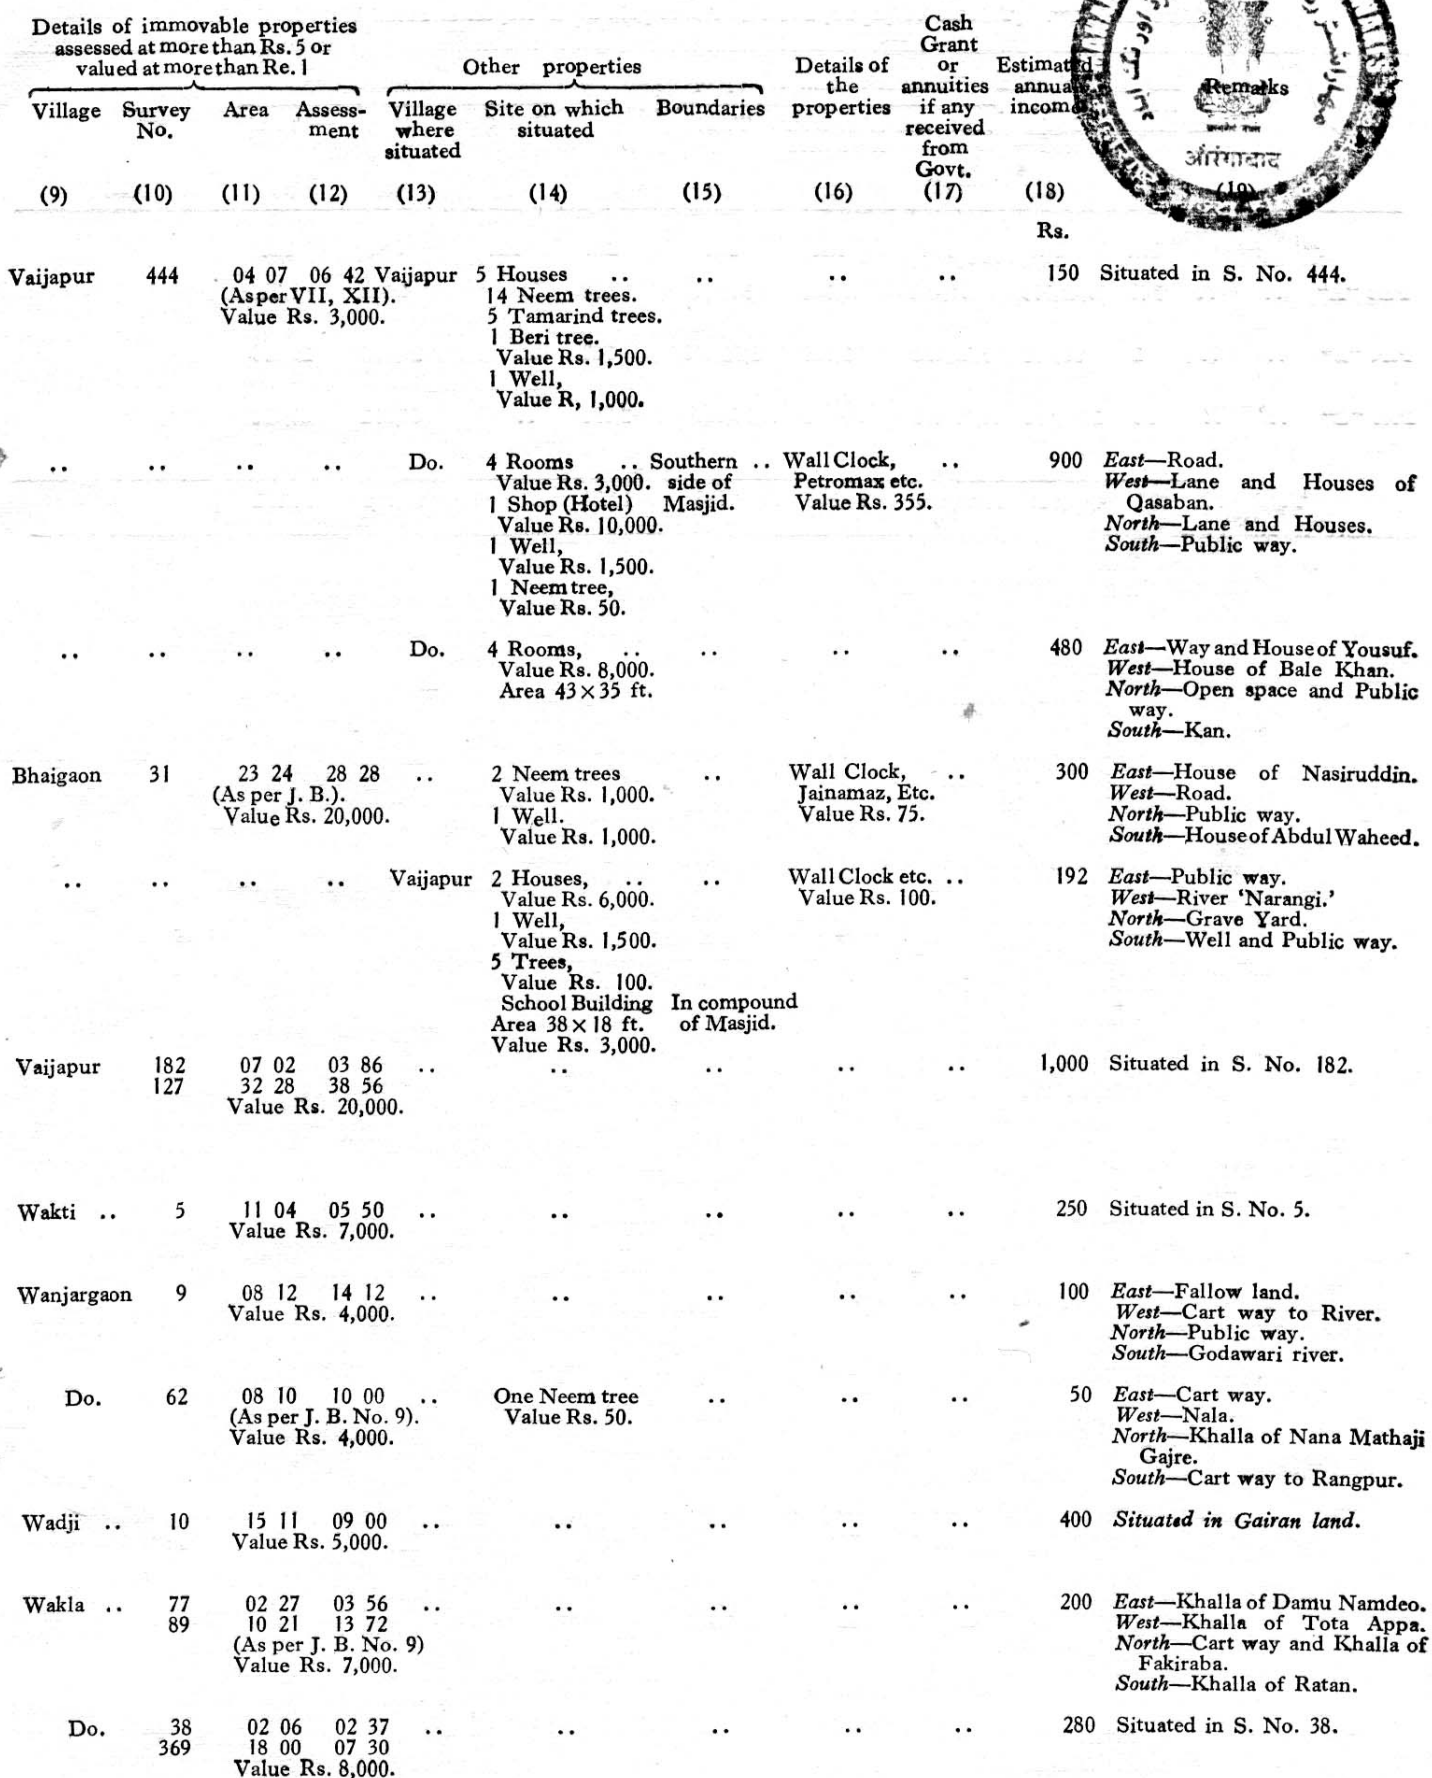 Details of immovable properties
assessed at more than Rs. 5 or
valued at more than Re. 1
Other properties
Details of the properties
Cash Grant or annuities if any received from Govt.
Estimated annual income
Remarks
Village Survey No. Area Assess-ment Village where situated Site on which situated Boundaries
औरंगाबाद
(9) (10) (11) (12) (13) (14) (15) (16) (17) (18) (19)
Rs.
Vaijapur 444 04 07 06 42 Vaijapur 5 Houses .. .. .. .. 150 Situated in S. No. 444.
(As per VII, XII). 14 Neem trees.
Value Rs. 3,000. 5 Tamarind trees.
1 Beri tree.
Value Rs. 1,500.
1 Well,
Value R, 1,000.
.. .. .. .. Do. 4 Rooms .. Southern .. Wall Clock, .. 900 East—Road.
Value Rs. 3,000. side of Petromax etc. West—Lane and Houses of
1 Shop (Hotel) Masjid. Value Rs. 355. Qasaban.
Value Rs. 10,000. North—Lane and Houses.
1 Well, South—Public way.
Value Rs. 1,500.
1 Neem tree,
Value Rs. 50.
.. .. .. .. Do. 4 Rooms, .. .. .. .. 480 East—Way and House of Yousuf.
Value Rs. 8,000. West—House of Bale Khan.
Area 43×35 ft. North—Open space and Public
way.
South—Kan.
Bhaigaon 31 23 24 28 28 .. 2 Neem trees .. Wall Clock, .. 300 East—House of Nasiruddin.
(As per J. B.). Value Rs. 1,000. Jainamaz, Etc. West—Road.
Value Rs. 20,000. 1 Well. Value Rs. 75. North—Public way.
Value Rs. 1,000. South—House of Abdul Waheed.
.. .. .. .. Vaijapur 2 Houses, .. .. Wall Clock etc. .. 192 East—Public way.
Value Rs. 6,000. Value Rs. 100. West—River 'Narangi.'
1 Well, North—Grave Yard.
Value Rs. 1,500. South—Well and Public way.
5 Trees,
Value Rs. 100.
School Building In compound
Area 38×18 ft. of Masjid.
Value Rs. 3,000.
Vaijapur 182 07 02 03 86 .. .. .. .. .. 1,000 Situated in S. No. 182.
127 32 28 38 56
Value Rs. 20,000.
Wakti .. 5 11 04 05 50 .. .. .. .. .. 250 Situated in S. No. 5.
Value Rs. 7,000.
Wanjargaon 9 08 12 14 12 .. .. .. .. .. 100 East—Fallow land.
Value Rs. 4,000. West—Cart way to River.
North—Public way.
South—Godawari river.
Do. 62 08 10 10 00 .. One Neem tree .. .. .. 50 East—Cart way.
(As per J. B. No. 9). Value Rs. 50. West—Nala.
Value Rs. 4,000. North—Khalla of Nana Mathaji
Gajre.
South—Cart way to Rangpur.
Wadji .. 10 15 11 09 00 .. .. .. .. .. 400 Situated in Gairan land.
Value Rs. 5,000.
Wakla .. 77 02 27 03 56 .. .. .. .. .. 200 East—Khalla of Damu Namdeo.
89 10 21 13 72 West—Khalla of Tota Appa.
(As per J. B. No. 9) North—Cart way and Khalla of
Value Rs. 7,000. Fakiraba.
South—Khalla of Ratan.
Do. 38 02 06 02 37 .. .. .. .. .. 280 Situated in S. No. 38.
369 18 00 07 30
Value Rs. 8,000.